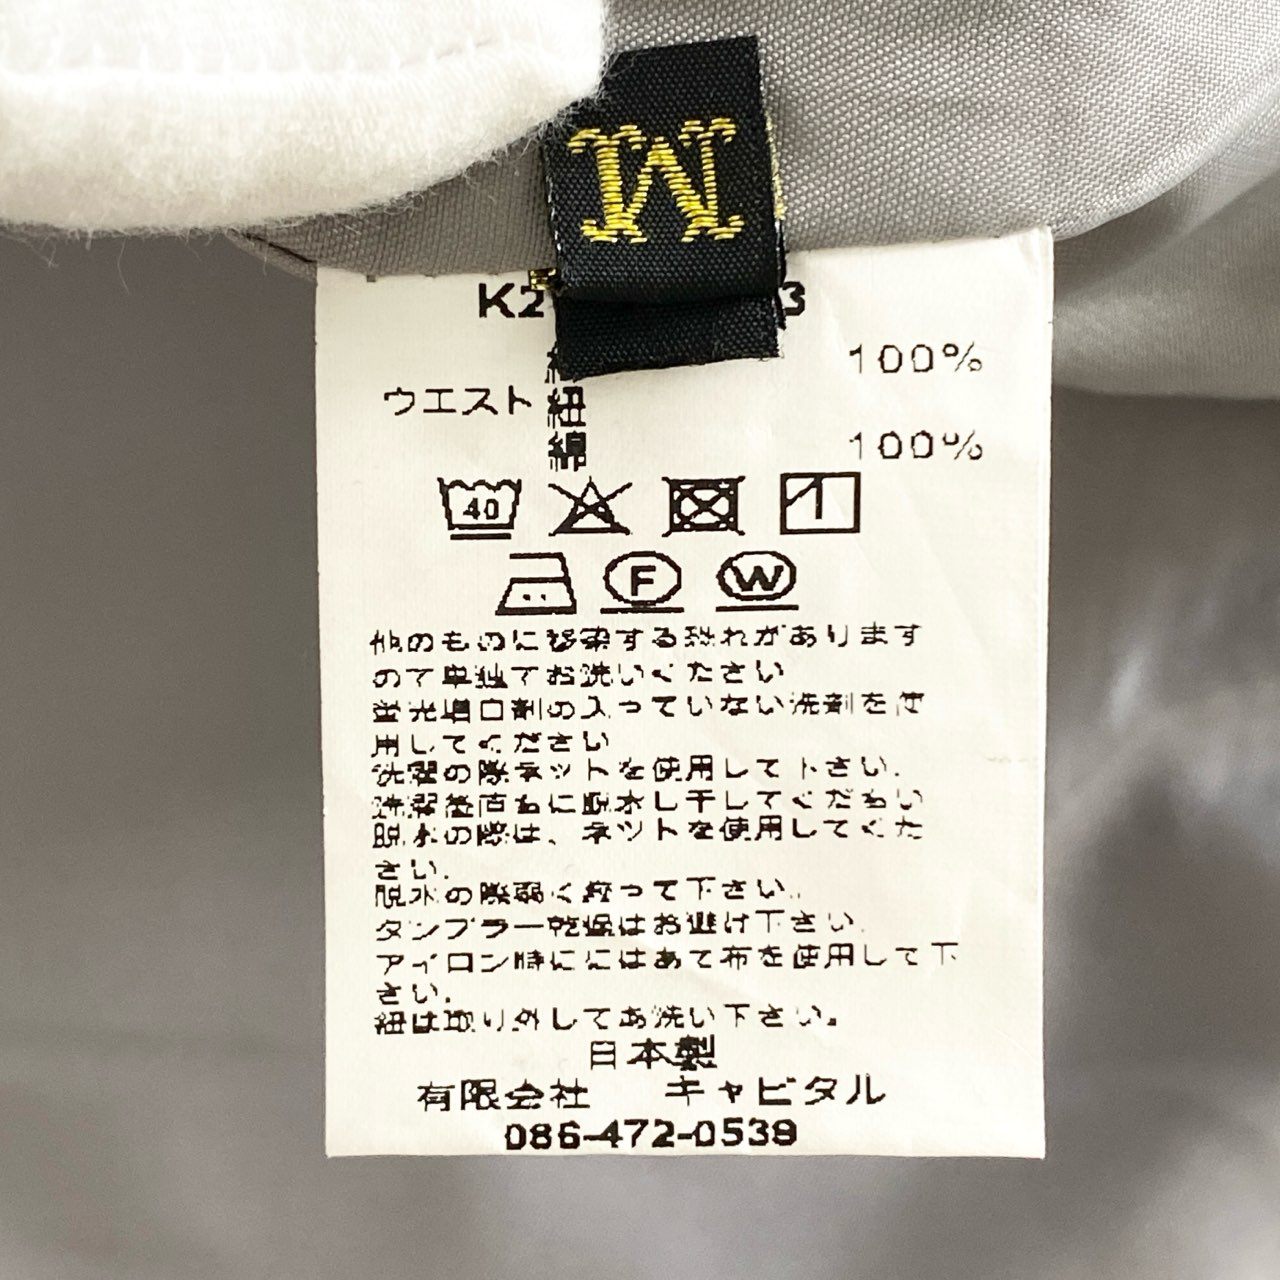 M
K2 3
100%
ウエスト紐
綿 100%
40
F W
他のものに移染する恐れがあります
ので単独でお洗いください
蛍光増白剤の入っていない洗剤を使
用してください
洗濯の際ネットを使用して下さい.
洗濯後直ちに脱水し干してください
脱水の際は、ネットを使用してくだ
さい.
脱水の際弱く絞って下さい.
タンブラー乾燥はお避け下さい.
アイロン時ににはあて布を使用して下
さい.
紐は取り外してお洗い下さい。
日本製
有限会社 キャピタル
086-472-0539